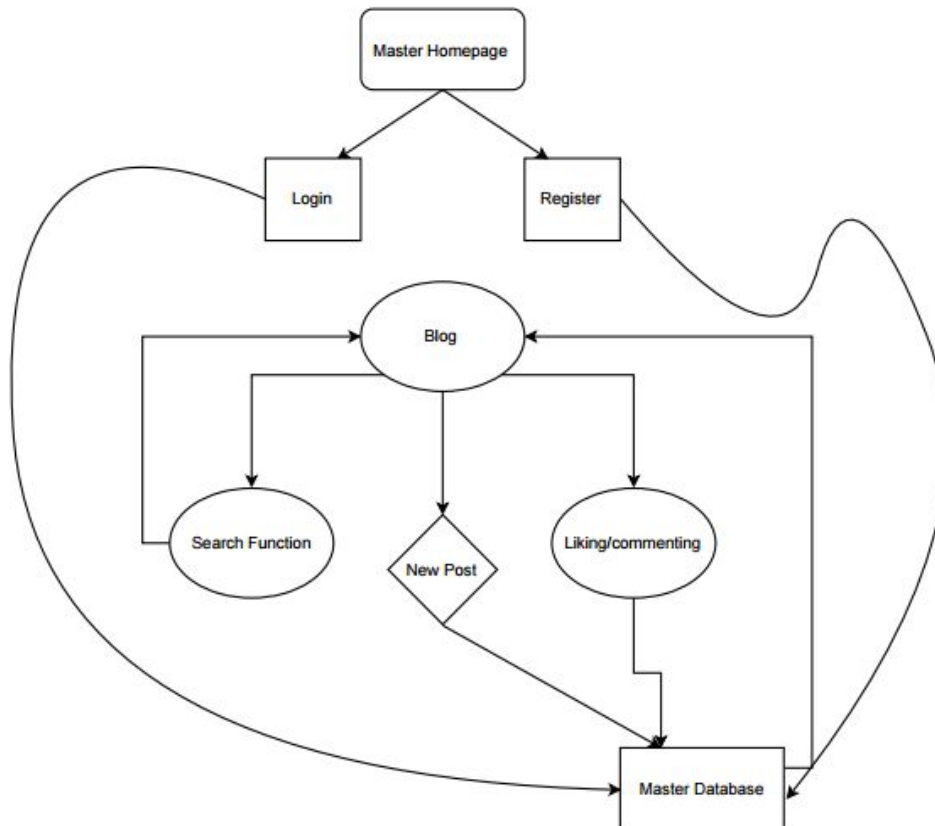 Master Homepage
Login
Register
Blog
Search Function
New Post
Liking/commenting
Master Database